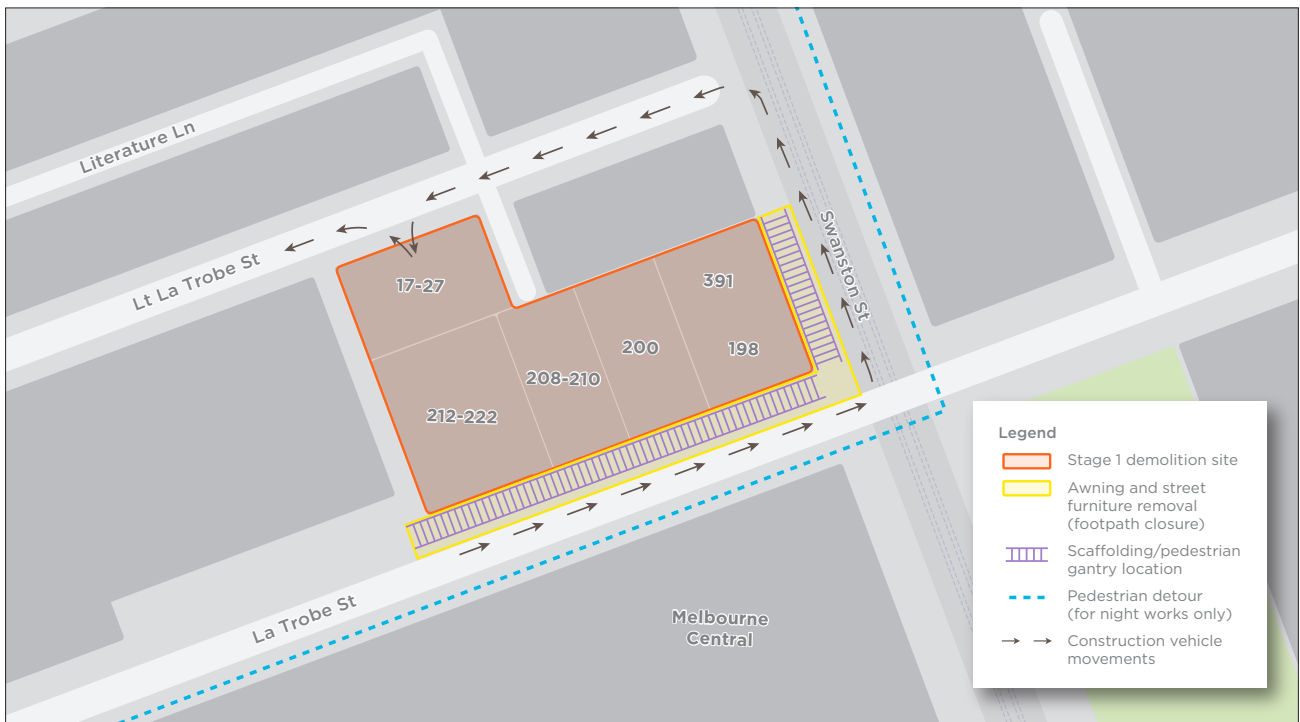 Literature Ln
Swanston St
Lt La Trobe St
17-27
391
200
198
208-210
212-222
La Trobe St
Melbourne
Central
Legend
Stage 1 demolition site
Awning and street
furniture removal
(footpath closure)
Scaffolding/pedestrian
gantry location
Pedestrian detour
(for night works only)
Construction vehicle
movements